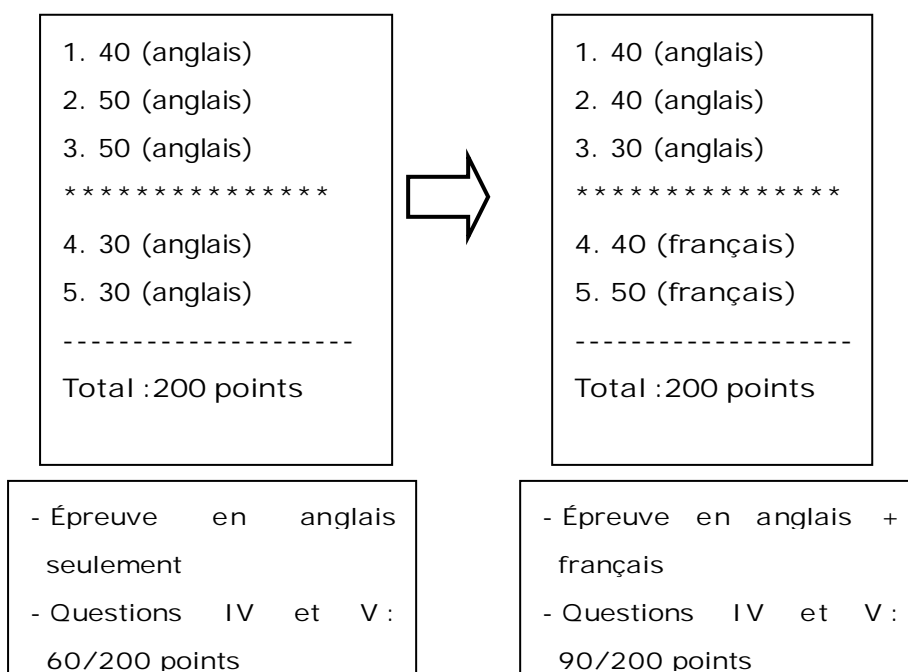 1. 40 (anglais)
2. 50 (anglais)
3. 50 (anglais)
***************
4. 30 (anglais)
5. 30 (anglais)
---------------------
Total :200 points
1. 40 (anglais)
2. 40 (anglais)
3. 30 (anglais)
***************
4. 40 (français)
5. 50 (français)
--------------------
Total :200 points
- Épreuve en anglais
seulement
- Questions IV et V:
60/200 points
- Épreuve en anglais +
français
- Questions IV et V:
90/200 points